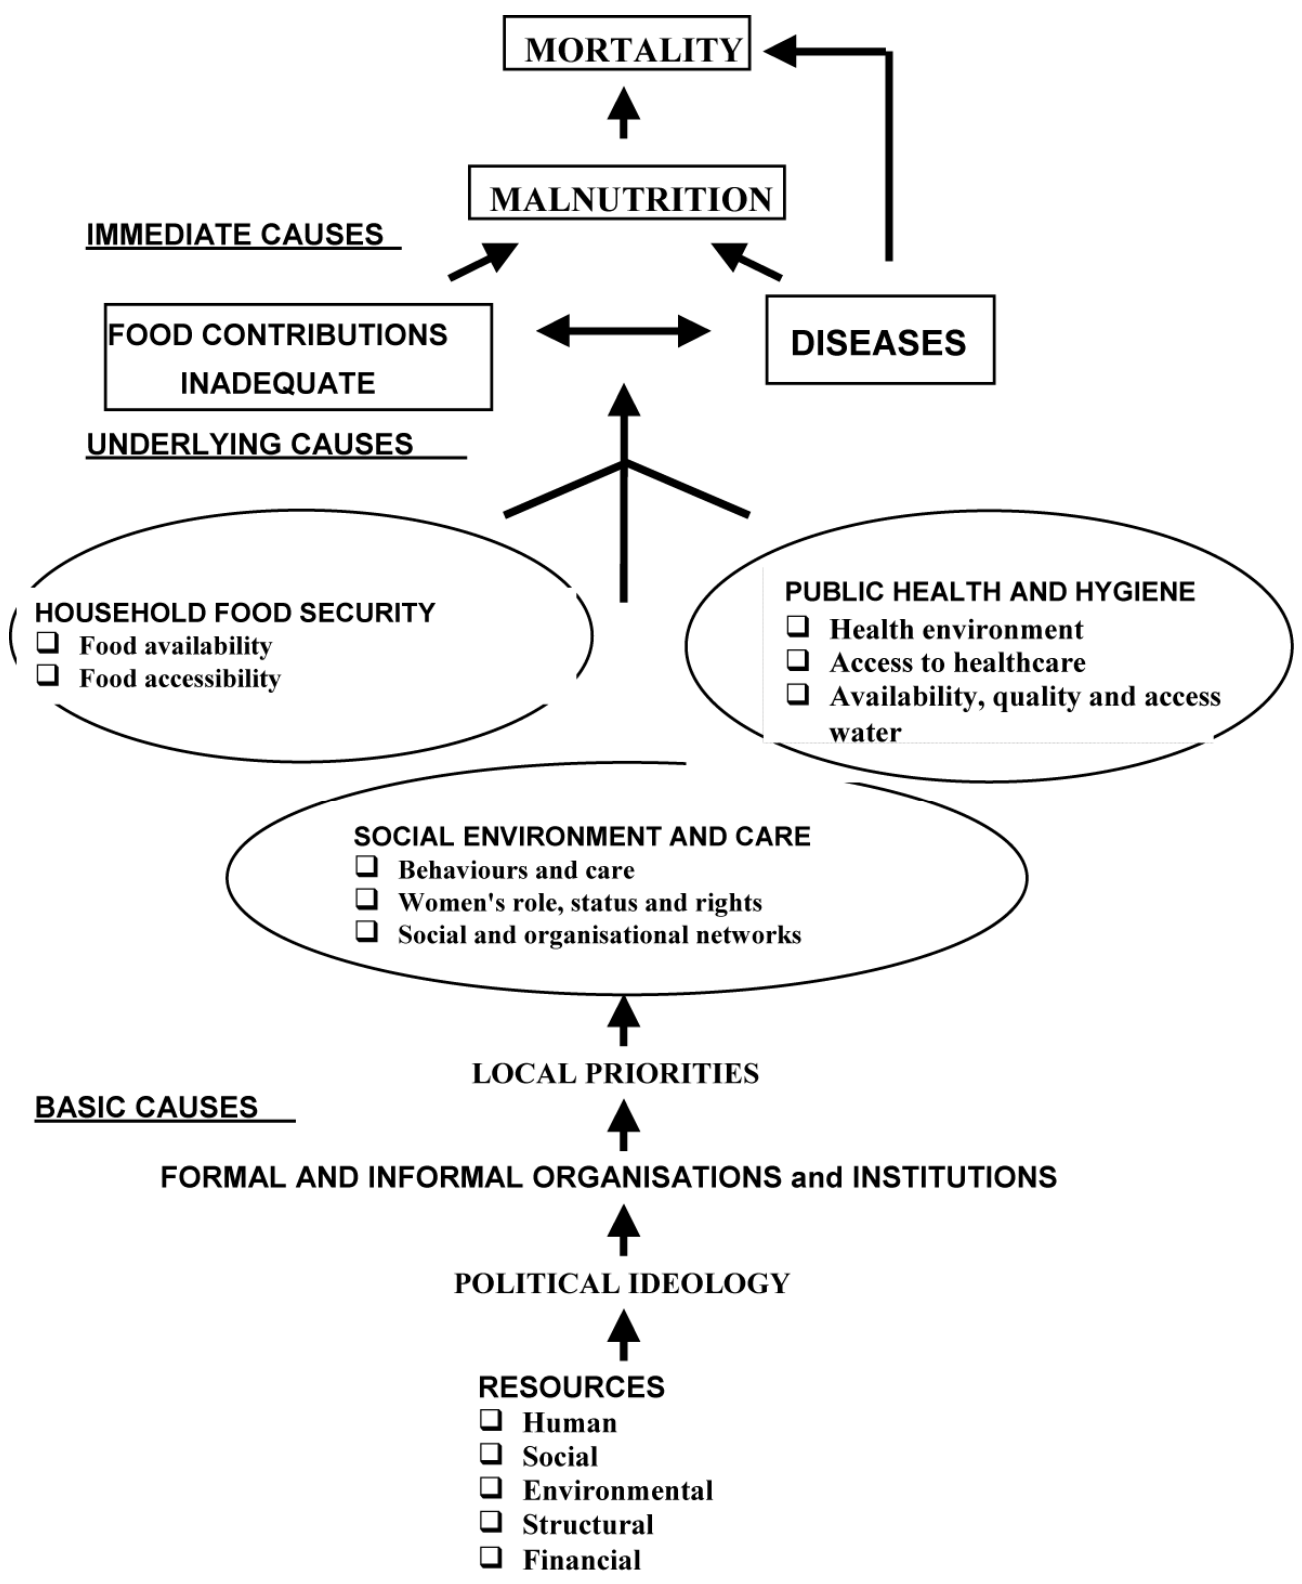 MORTALITY
MALNUTRITION
IMMEDIATE CAUSES
FOOD CONTRIBUTIONS
INADEQUATE
DISEASES
UNDERLYING CAUSES
HOUSEHOLD FOOD SECURITY
Food availability
Food accessibility
PUBLIC HEALTH AND HYGIENE
Health environment
Access to healthcare
Availability, quality and access
water
SOCIAL ENVIRONMENT AND CARE
Behaviours and care
Women's role, status and rights
Social and organisational networks
LOCAL PRIORITIES
BASIC CAUSES
FORMAL AND INFORMAL ORGANISATIONS and INSTITUTIONS
POLITICAL IDEOLOGY
RESOURCES
Human
Social
Environmental
Structural
Financial